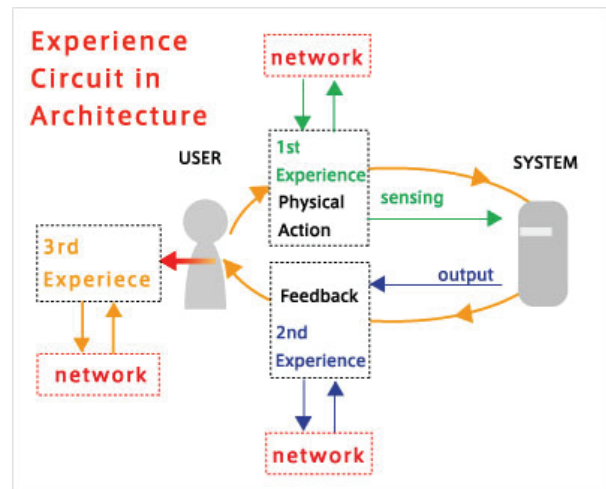 Experience
Circuit in
Architecture
network
USER
1st
Experience
Physical
Action
SYSTEM
sensing
3rd
Experiece
output
Feedback
2nd
Experience
network
network